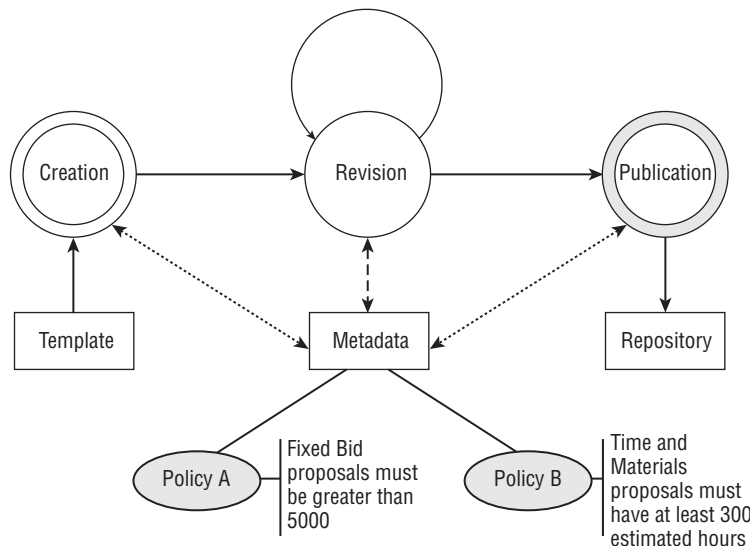 Creation
Revision
Publication
Template
Metadata
Repository
Policy A
Fixed Bid
proposals must
be greater than
5000
Policy B
Time and
Materials
proposals must
have at least 300
estimated hours